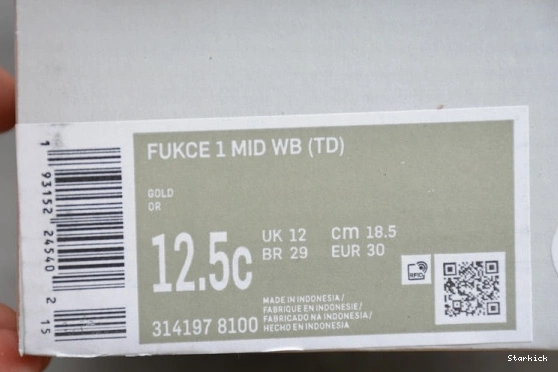 FUKCE 1 MID WB (TD)
GOLD
OR
12.5c
UK 12 cm 18.5
BR 29 EUR 30
RFID
MADE IN INDONESIA/
FABRIQUE EN INDONESIE/
FABRICADO NA INDONESIA/
HECHO EN INDONESIA
314197 8100
1 93152 24540 2 15
Starkick